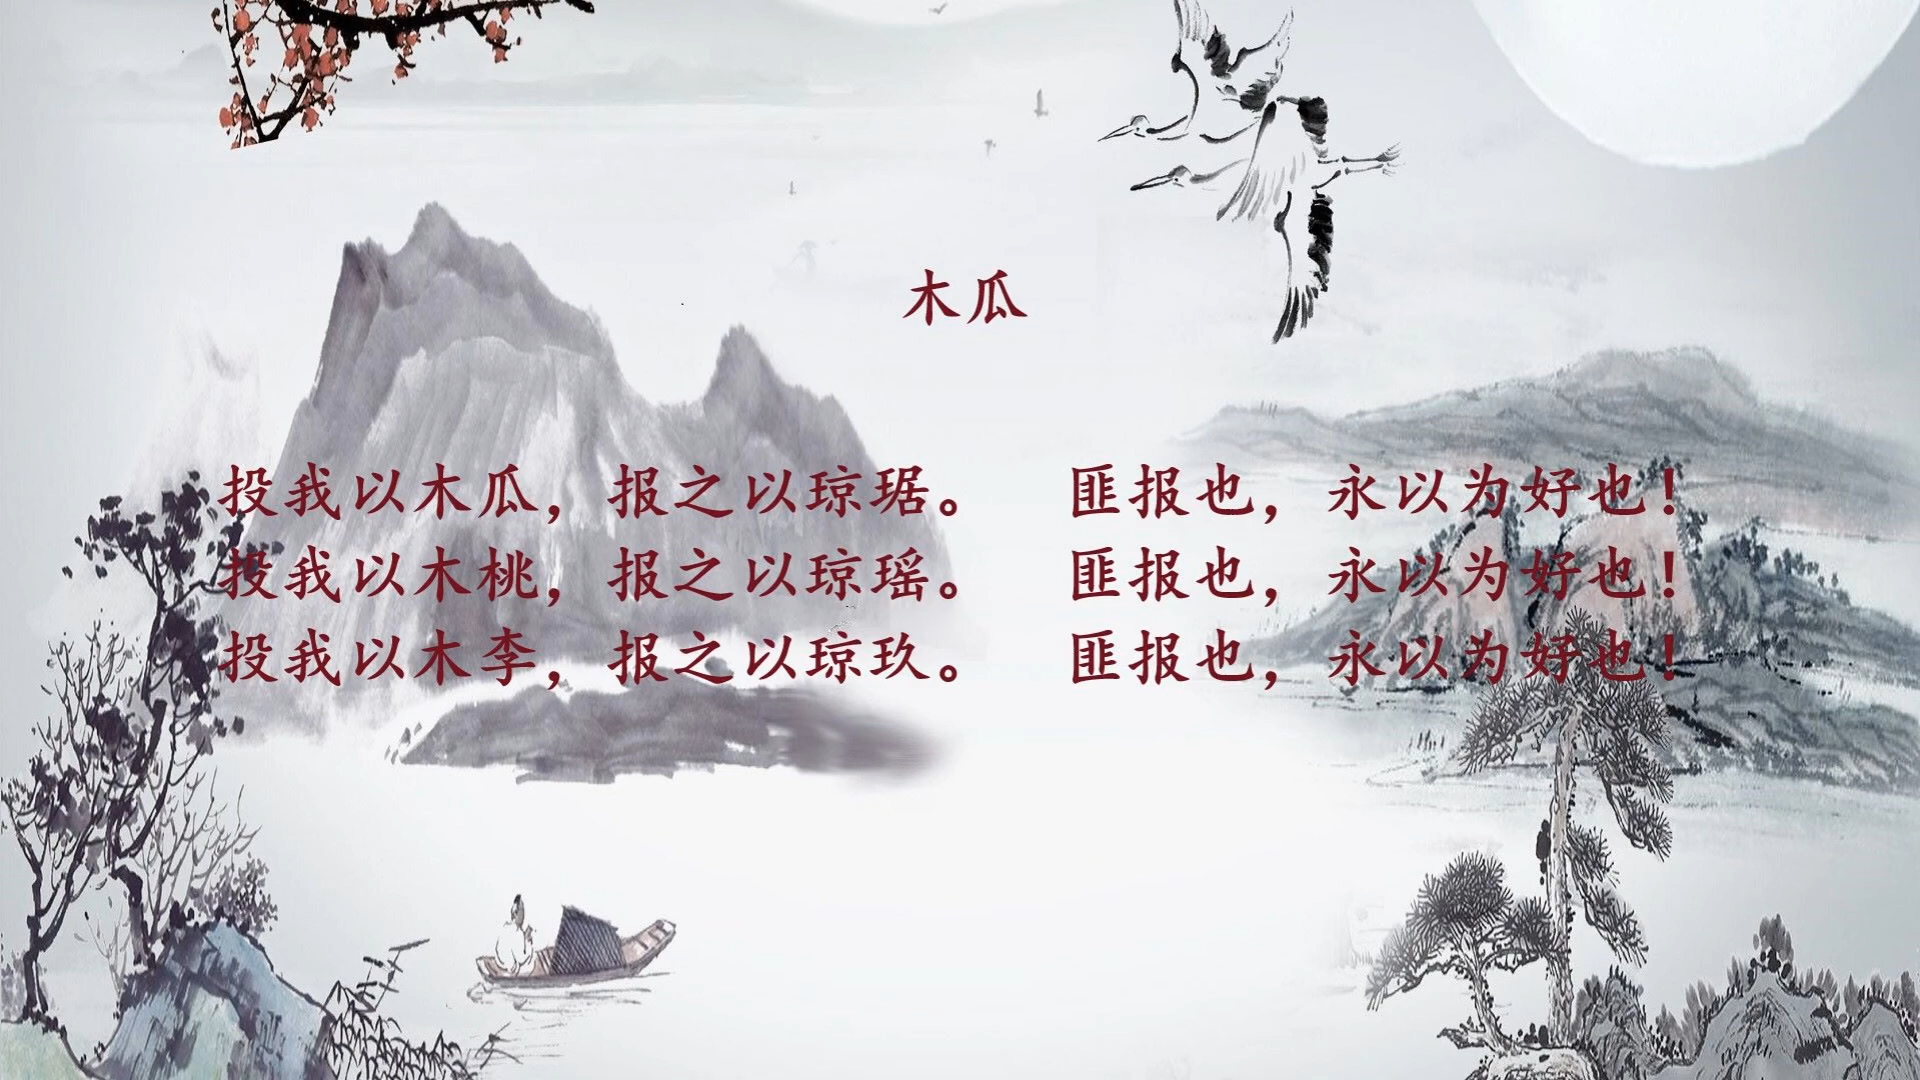 木瓜
投我以木瓜，报之以琼琚。 匪报也，永以为好也！
投我以木桃，报之以琼瑶。 匪报也，永以为好也！
投我以木李，报之以琼玖。 匪报也，永以为好也！